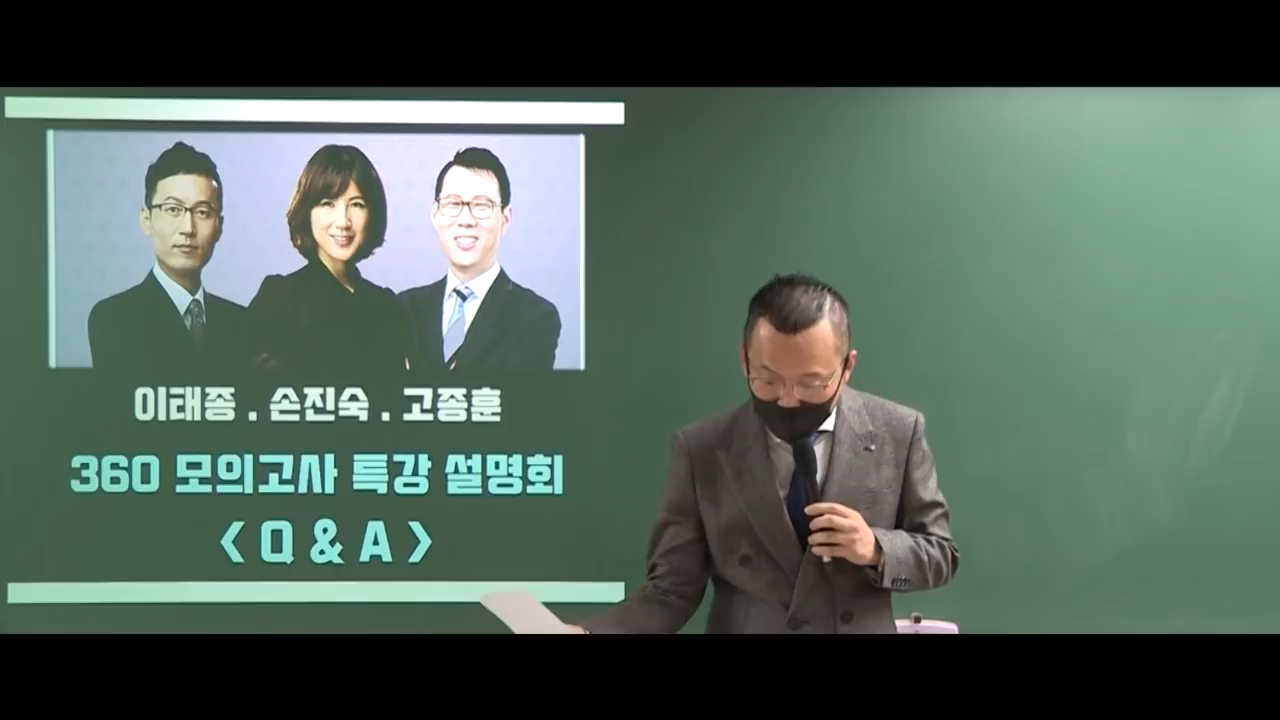 이태종 . 손진숙 . 고종훈
360 모의고사 특강 설명회
< Q & A >